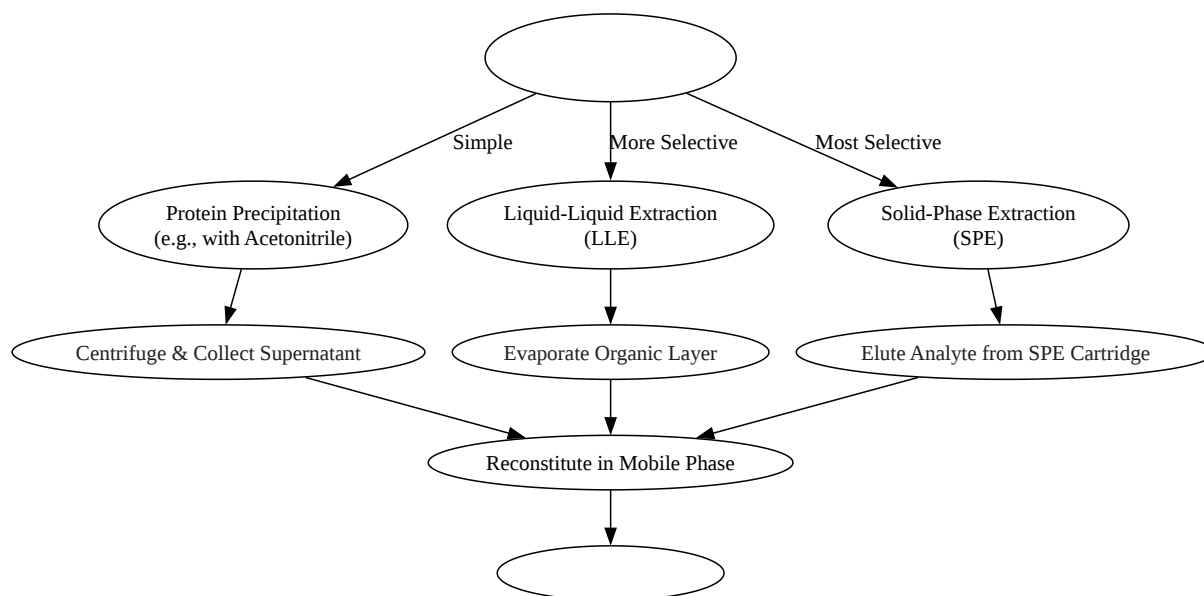 Simple
More Selective
Most Selective
Protein Precipitation
(e.g., with Acetonitrile)
Liquid-Liquid Extraction
(LLE)
Solid-Phase Extraction
(SPE)
Centrifuge & Collect Supernatant
Evaporate Organic Layer
Elute Analyte from SPE Cartridge
Reconstitute in Mobile Phase